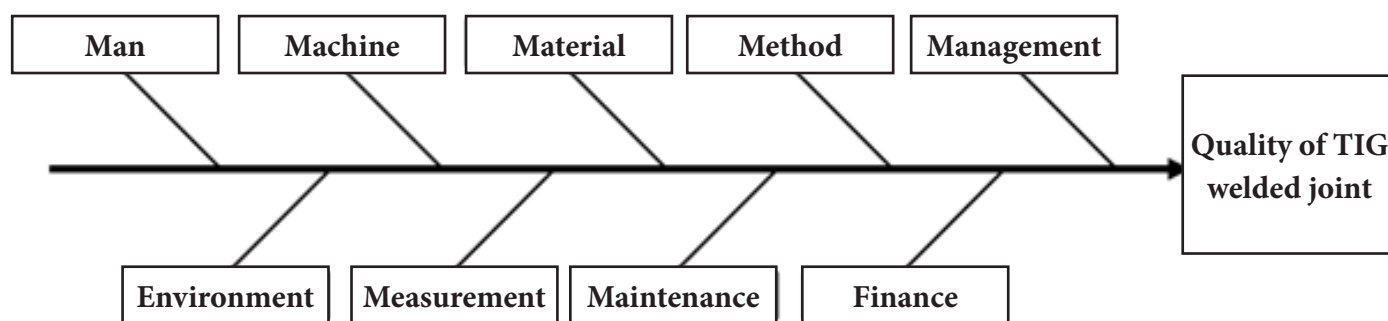 Man
Machine
Material
Method
Management
Quality of TIG
welded joint
Environment
Measurement
Maintenance
Finance